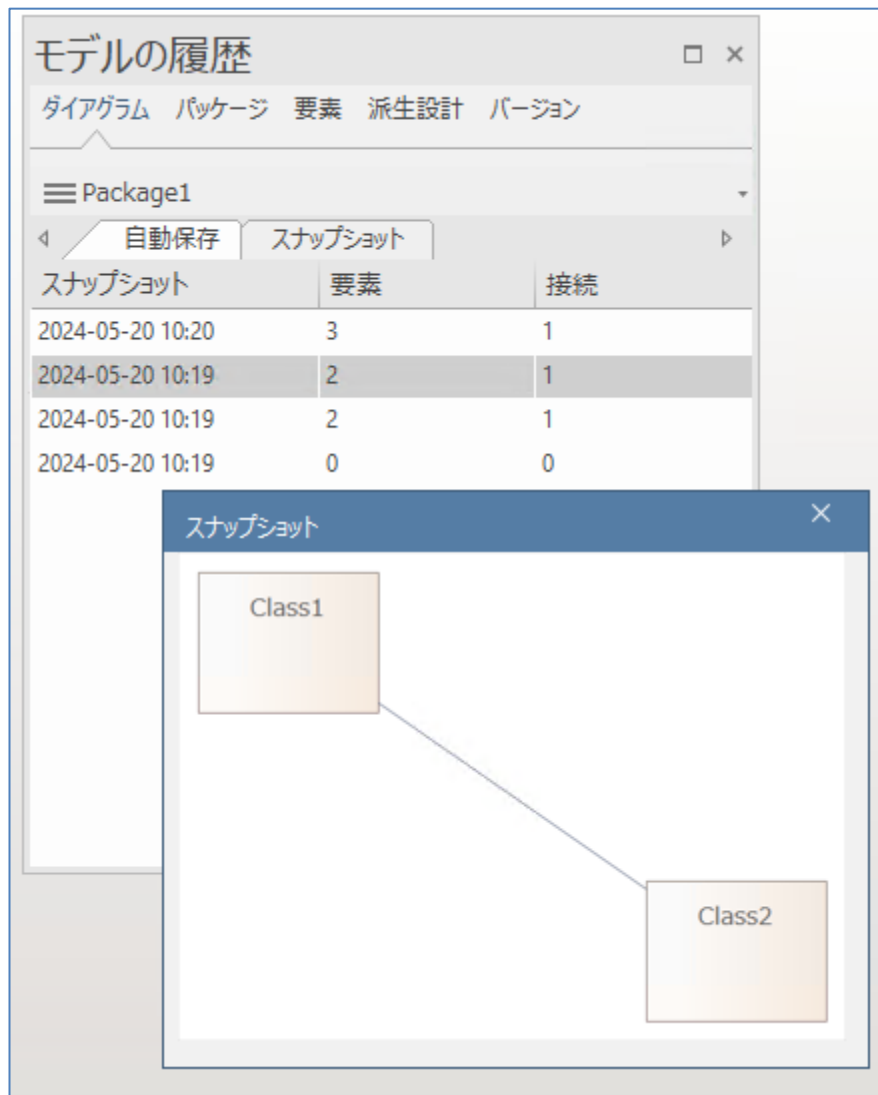 モデルの履歴
ダイアグラム パッケージ 要素 派生設計 バージョン
Package1
自動保存 スナップショット
スナップショット 要素 接続
2024-05-20 10:20 3 1
2024-05-20 10:19 2 1
2024-05-20 10:19 2 1
2024-05-20 10:19 0 0
スナップショット
Class1
Class2